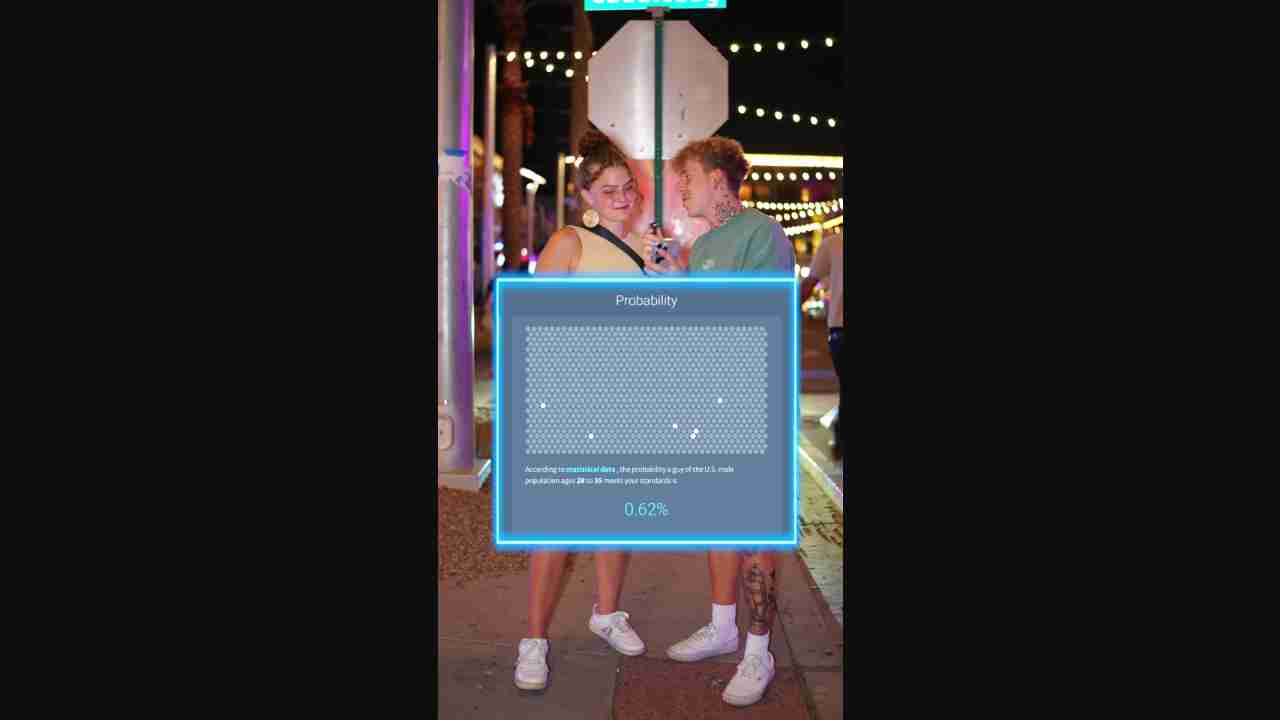 Probability
According to statistical data , the probability a guy of the U.S. male
population ages 28 to 35 meets your standards is
0.62%